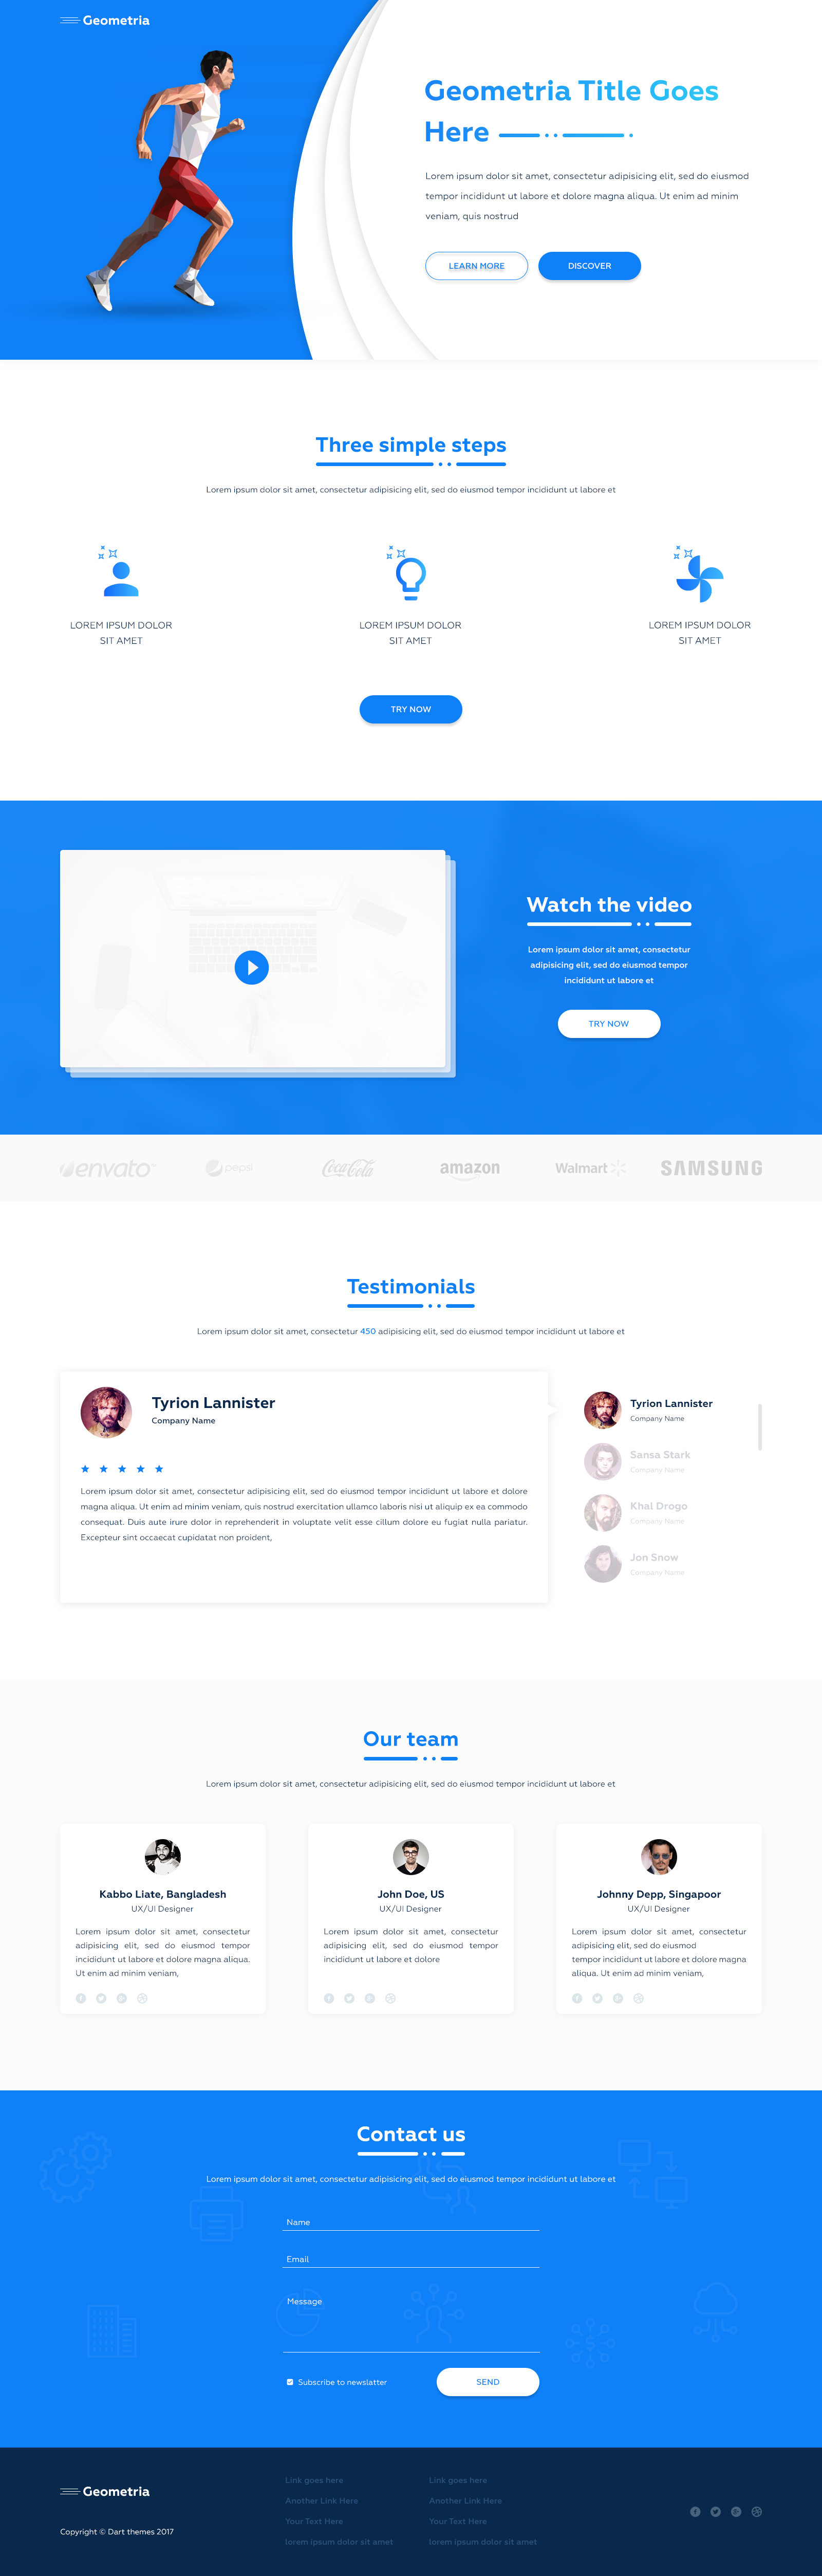 Geometria
Geometria Title Goes
Here
Lorem ipsum dolor sit amet, consectetur adipisicing elit, sed do eiusmod
tempor incididunt ut labore et dolore magna aliqua. Ut enim ad minim
veniam, quis nostrud
LEARN MORE
DISCOVER
Three simple steps
Lorem ipsum dolor sit amet, consectetur adipisicing elit, sed do eiusmod tempor incididunt ut labore et
LOREM IPSUM DOLOR
SIT AMET
LOREM IPSUM DOLOR
SIT AMET
LOREM IPSUM DOLOR
SIT AMET
TRY NOW
Watch the video
Lorem ipsum dolor sit amet, consectetur
adipisicing elit, sed do eiusmod tempor
incididunt ut labore et
TRY NOW
envato
pepsi
Coca-Cola
amazon
Walmart
SAMSUNG
Testimonials
Lorem ipsum dolor sit amet, consectetur 450 adipisicing elit, sed do eiusmod tempor incididunt ut labore et
Tyrion Lannister
Company Name
Lorem ipsum dolor sit amet, consectetur adipisicing elit, sed do eiusmod tempor incididunt ut labore et dolore
magna aliqua. Ut enim ad minim veniam, quis nostrud exercitation ullamco laboris nisi ut aliquip ex ea commodo
consequat. Duis aute irure dolor in reprehenderit in voluptate velit esse cillum dolore eu fugiat nulla pariatur.
Excepteur sint occaecat cupidatat non proident,
Tyrion Lannister
Company Name
Sansa Stark
Company Name
Khal Drogo
Company Name
Jon Snow
Company Name
Our team
Lorem ipsum dolor sit amet, consectetur adipisicing elit, sed do eiusmod tempor incididunt ut labore et
Kabbo Liate, Bangladesh
UX/UI Designer
Lorem ipsum dolor sit amet, consectetur
adipisicing elit, sed do eiusmod tempor
incididunt ut labore et dolore magna aliqua.
Ut enim ad minim veniam,
John Doe, US
UX/UI Designer
Lorem ipsum dolor sit amet, consectetur
adipisicing elit, sed do eiusmod tempor
incididunt ut labore et dolore
Johnny Depp, Singapoor
UX/UI Designer
Lorem ipsum dolor sit amet, consectetur
adipisicing elit, sed do eiusmod
tempor incididunt ut labore et dolore magna
aliqua. Ut enim ad minim veniam,
Contact us
Lorem ipsum dolor sit amet, consectetur adipisicing elit, sed do eiusmod tempor incididunt ut labore et
Name
Email
Message
Subscribe to newslatter
SEND
Geometria
Copyright © Dart themes 2017
Link goes here
Another Link Here
Your Text Here
lorem ipsum dolor sit amet
Link goes here
Another Link Here
Your Text Here
lorem ipsum dolor sit amet